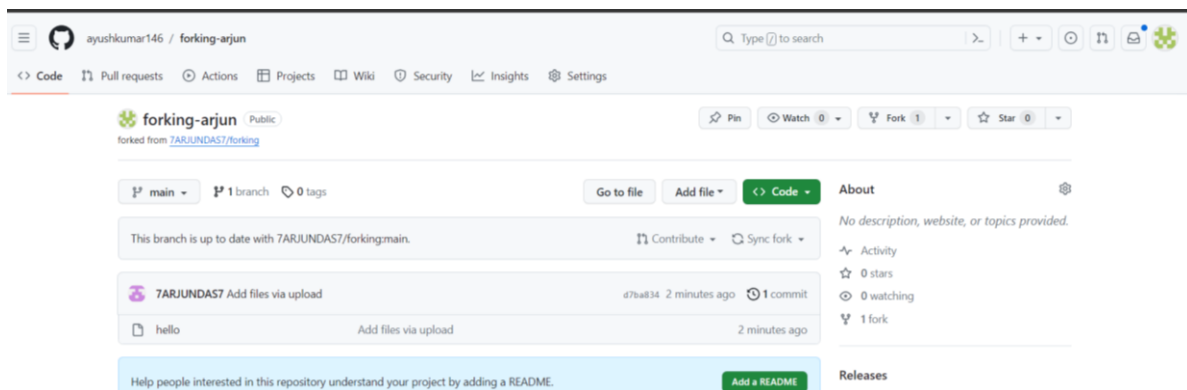 ayushkumar146 / forking-arjun
Type / to search
Code Pull requests Actions Projects Wiki Security Insights Settings
forking-arjun Public
Pin Watch 0 Fork 1 Star 0
forked from 7ARJUNDAS7/forking
main 1 branch 0 tags Go to file Add file Code
About
No description, website, or topics provided.
This branch is up to date with 7ARJUNDAS7/forking:main. Contribute Sync fork
Activity
0 stars
0 watching
1 fork
7ARJUNDAS7 Add files via upload d7ba834 2 minutes ago 1 commit
hello Add files via upload 2 minutes ago
Help people interested in this repository understand your project by adding a README. Add a README
Releases